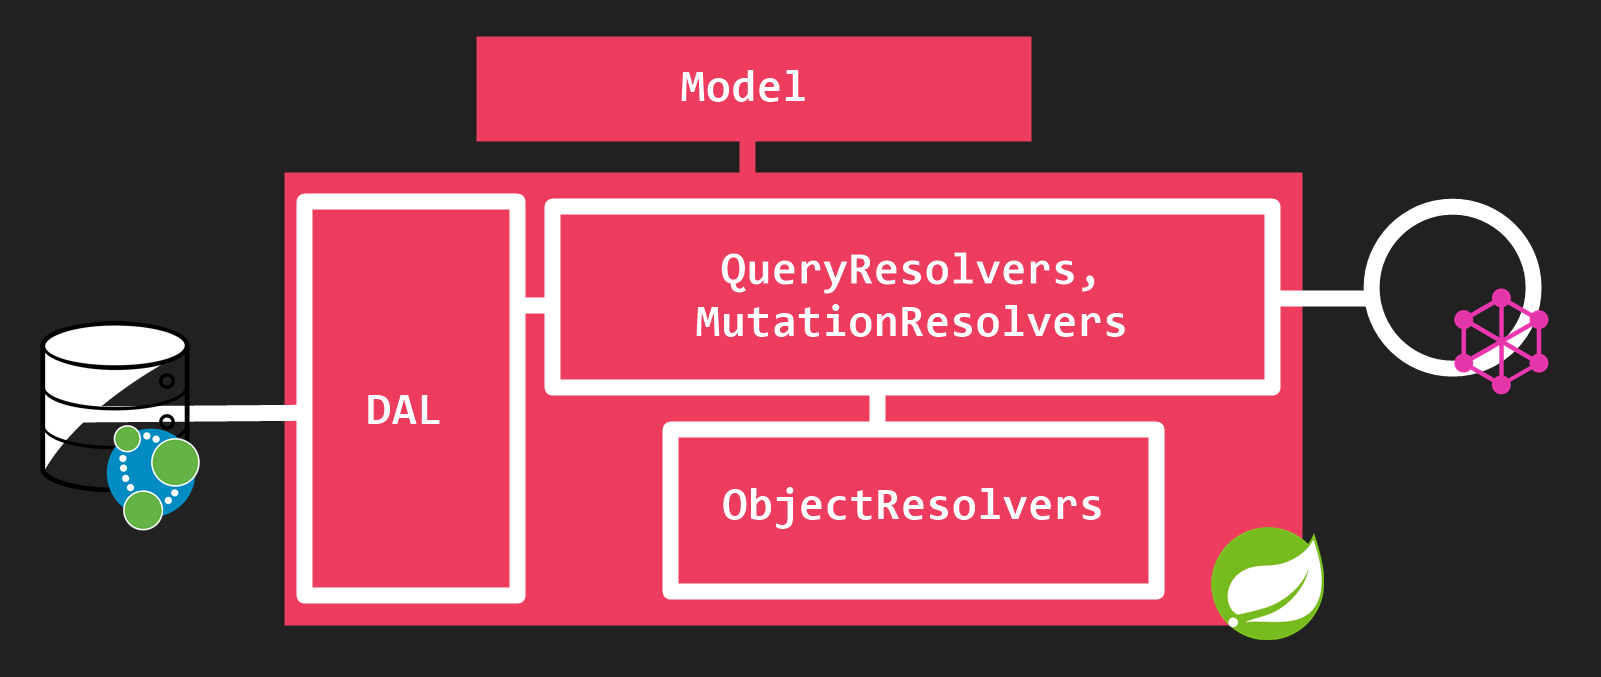 Model
QueryResolvers,
MutationResolvers
DAL
ObjectResolvers